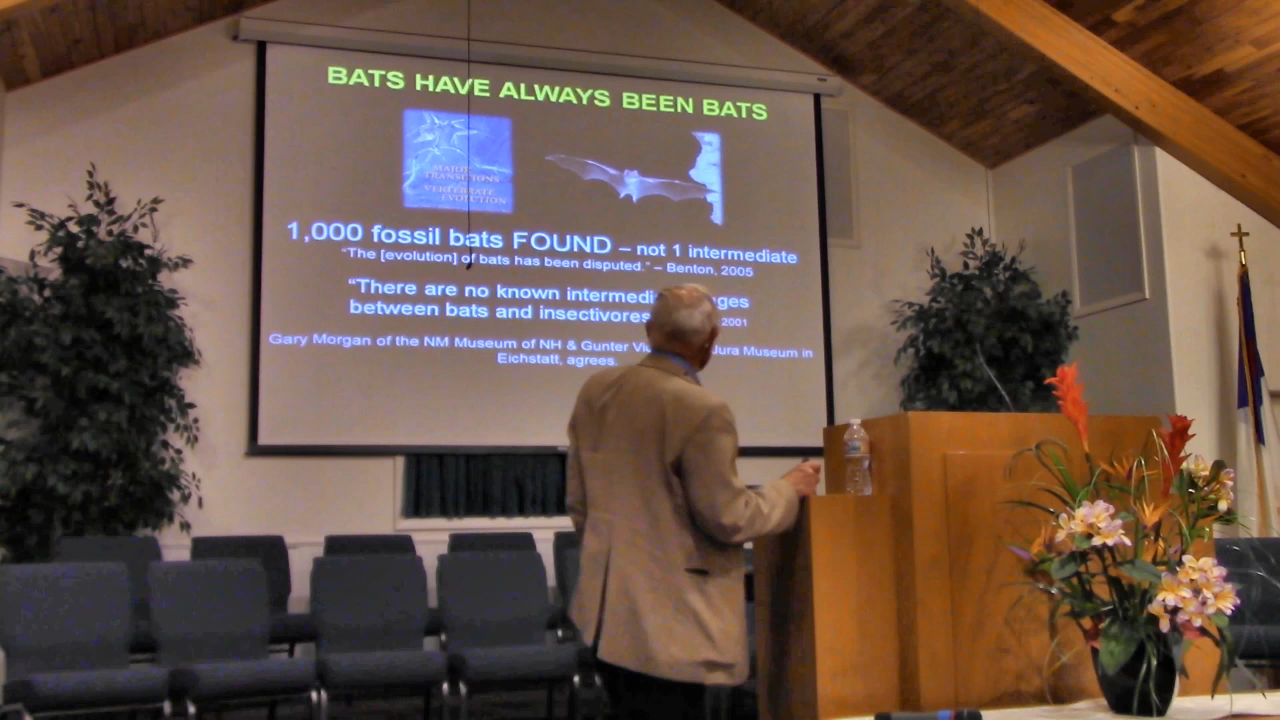 BATS HAVE ALWAYS BEEN BATS
MAJOR
TRANSITIONS
VERTEBRATE
EVOLUTION
1,000 fossil bats FOUND – not 1 intermediate
“The [evolution] of bats has been disputed.” – Benton, 2005
“There are no known
between bats and insectivores 2001
Gary Morgan of the NM Museum of NH & Gunter Jura Museum in
Eichstatt, agrees.